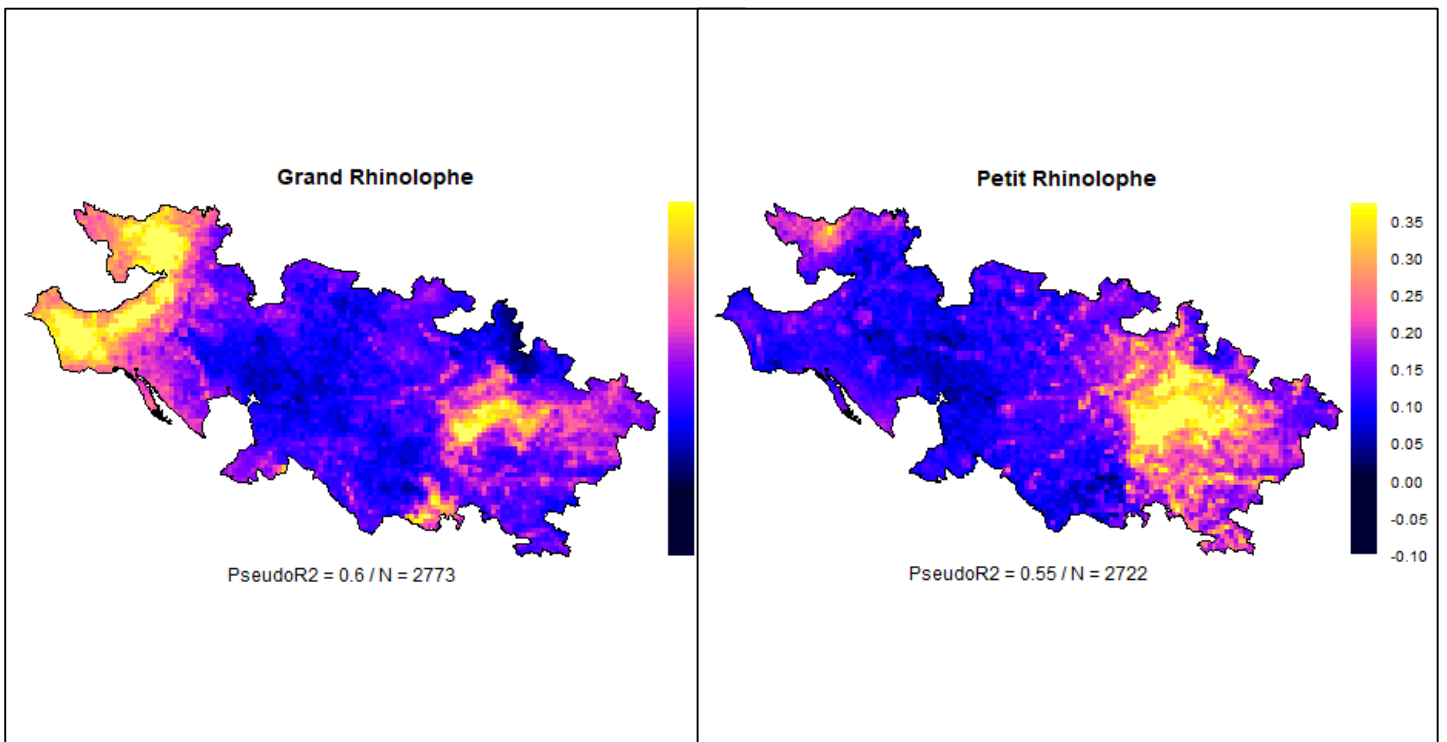 Grand Rhinolophe
PseudoR2 = 0.6 / N = 2773
Petit Rhinolophe
0.35
0.30
0.25
0.20
0.15
0.10
0.05
0.00
-0.05
-0.10
PseudoR2 = 0.55 / N = 2722